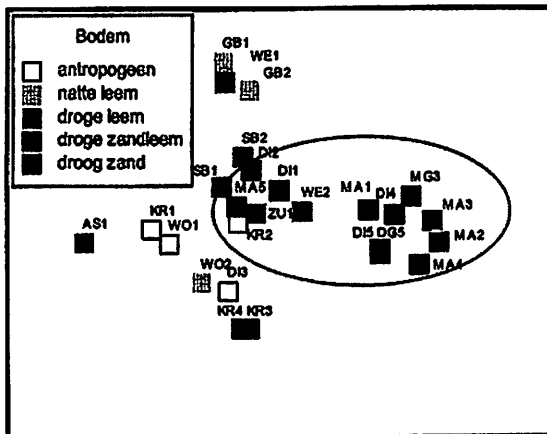 Bodem
antropogeen
natte leem
droge leem
droge zandleem
droog zand
GB1
WE1
GB2
SB2
DI2
SB1
DI1
MA5
WE2
ZU1
KR2
MA1
DI4
MG3
MA3
DI5 DG5
MA2
MA4
AS1
KR1
WO1
WO2
DI3
KR4 KR3